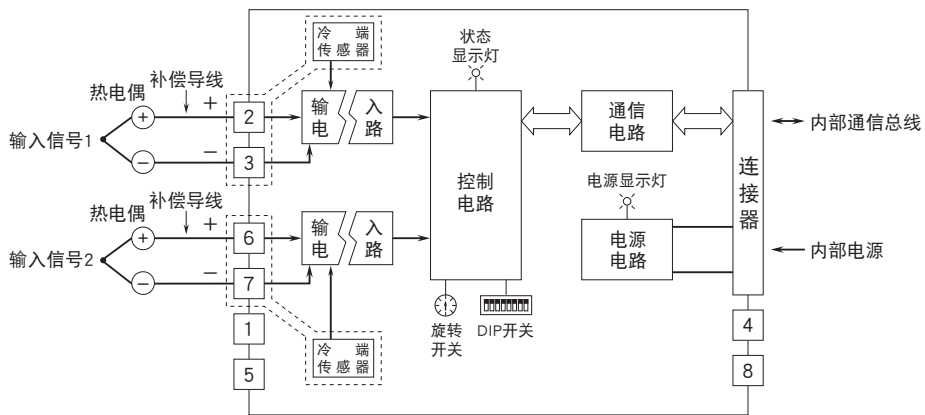 冷 端
传 感 器
状态
显示灯
热电偶
补偿导线
+
+
2
输 入
电 路
输入信号1
−
−
3
控制
电路
通信
电路
连
接
器
内部通信总线
电源显示灯
热电偶
补偿导线
+
+
6
输 入
电 路
输入信号2
−
−
7
电源
电路
内部电源
1
5
冷 端
传 感 器
旋转
开关
DIP开关
4
8